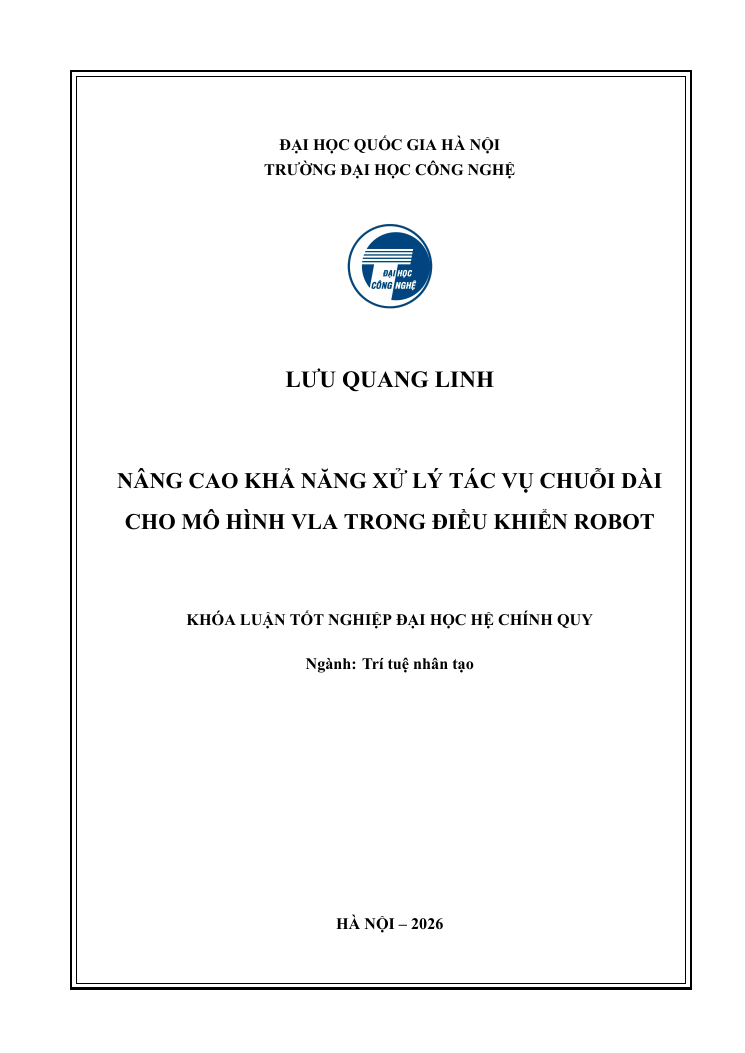 ĐẠI HỌC QUỐC GIA HÀ NỘI
TRƯỜNG ĐẠI HỌC CÔNG NGHỆ
ĐẠI HỌC
CÔNG NGHỆ
LƯU QUANG LINH
NÂNG CAO KHẢ NĂNG XỬ LÝ TÁC VỤ CHUỖI DÀI
CHO MÔ HÌNH VLA TRONG ĐIỀU KHIỂN ROBOT
KHÓA LUẬN TỐT NGHIỆP ĐẠI HỌC HỆ CHÍNH QUY
Ngành: Trí tuệ nhân tạo
HÀ NỘI – 2026